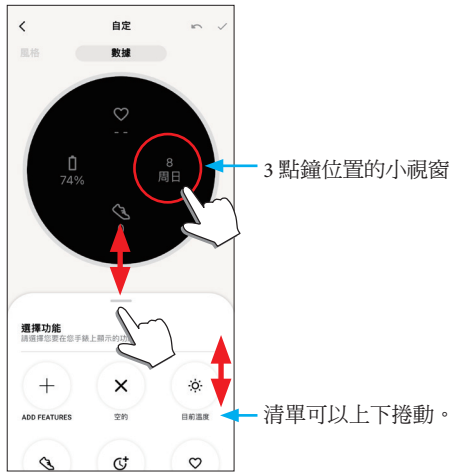 自定
風格
數據
- -
74%
8
周日
0
3 點鐘位置的小視窗
選擇功能
請選擇您要在您手錶上顯示的功
ADD FEATURES
空的
目前溫度
清單可以上下捲動。